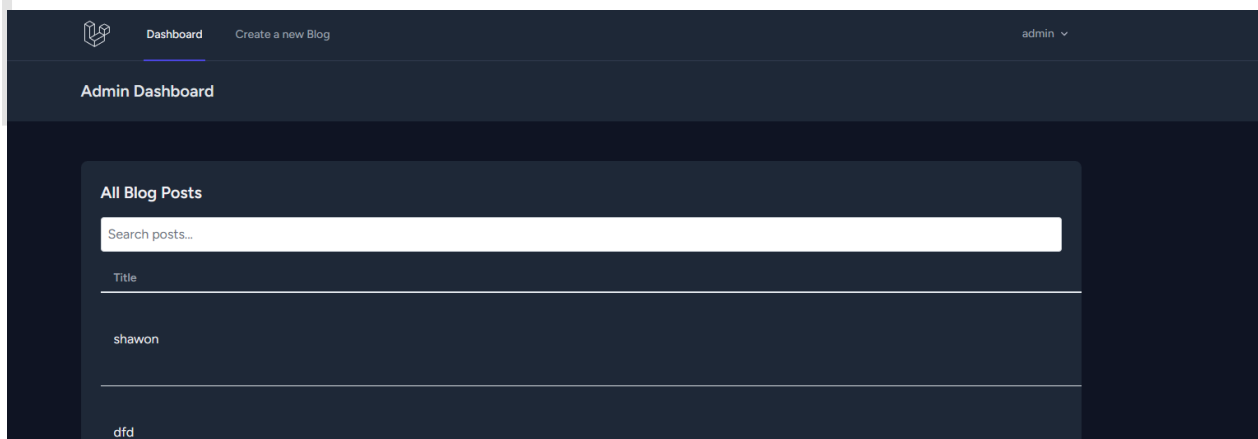 Dashboard Create a new Blog admin
Admin Dashboard
All Blog Posts
Search posts...
Title
shawon
dfd